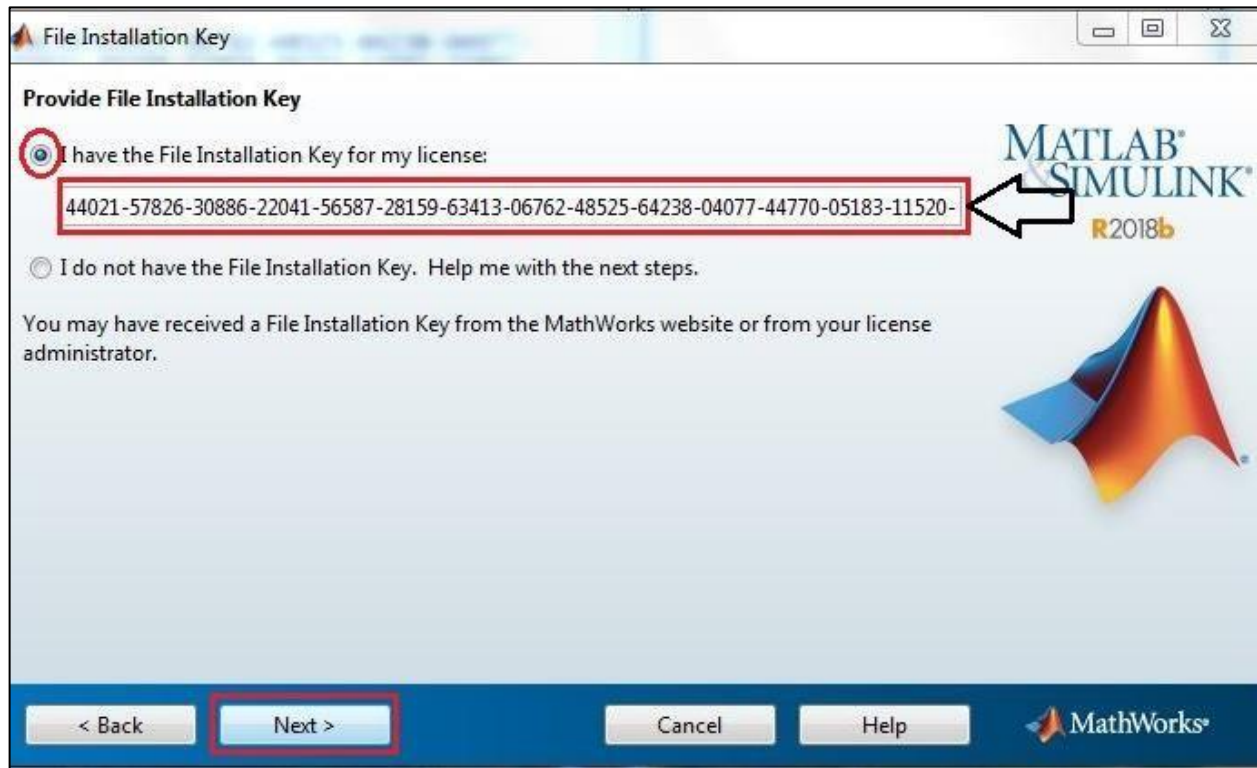 File Installation Key
Provide File Installation Key
I have the File Installation Key for my license:
44021-57826-30886-22041-56587-28159-63413-06762-48525-64238-04077-44770-05183-11520-
I do not have the File Installation Key. Help me with the next steps.
You may have received a File Installation Key from the MathWorks website or from your license
administrator.
MATLAB®
&SIMULINK®
R2018b
< Back
Next >
Cancel
Help
MathWorks®